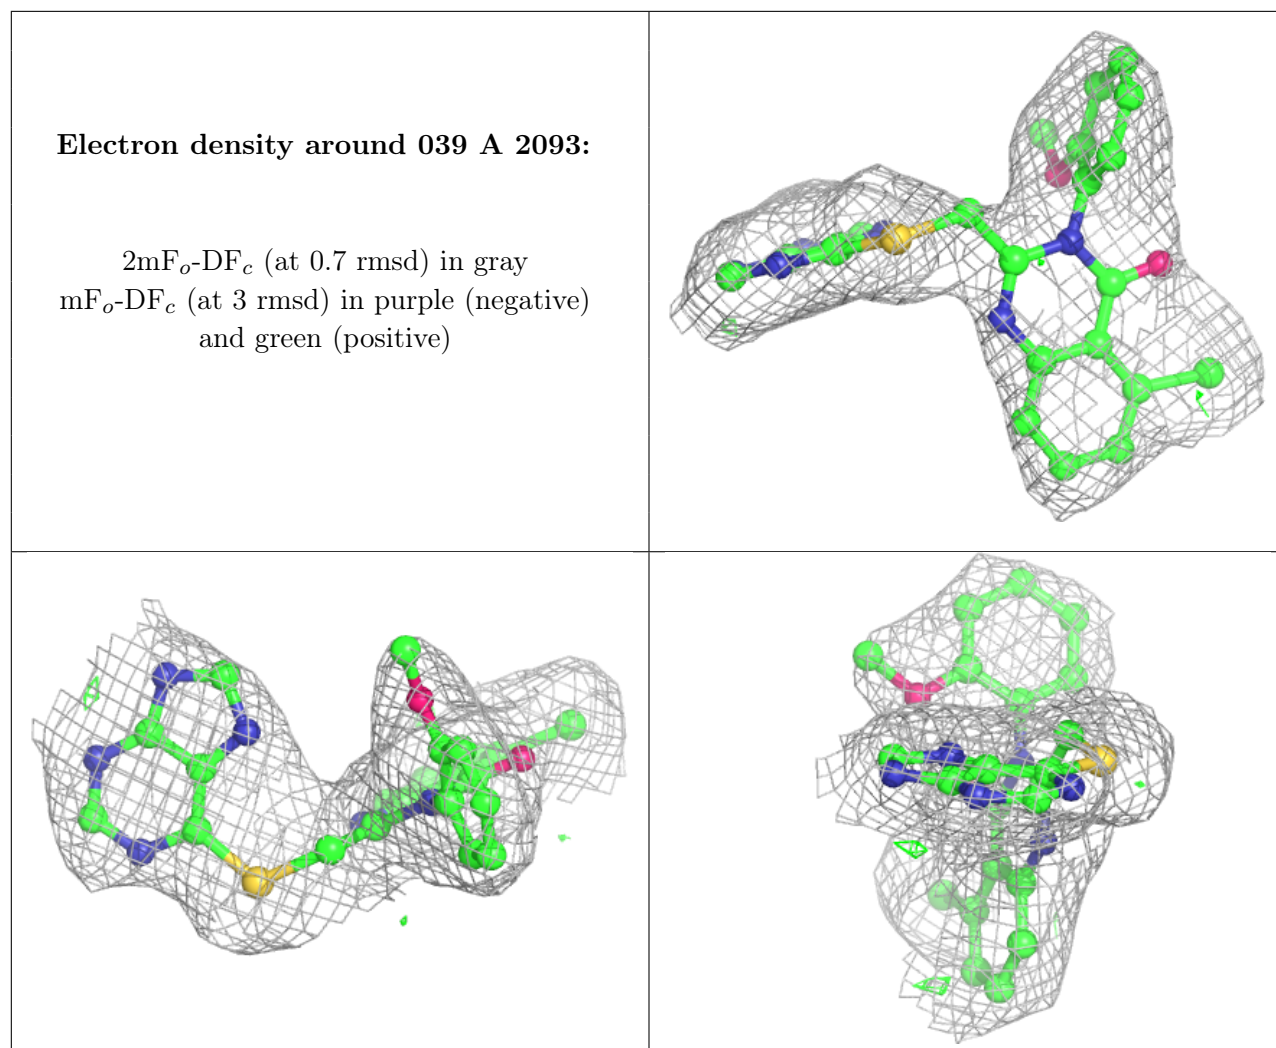 Electron density around 039 A 2093:
2mFo-DFc (at 0.7 rmsd) in gray
mFo-DFc (at 3 rmsd) in purple (negative)
and green (positive)